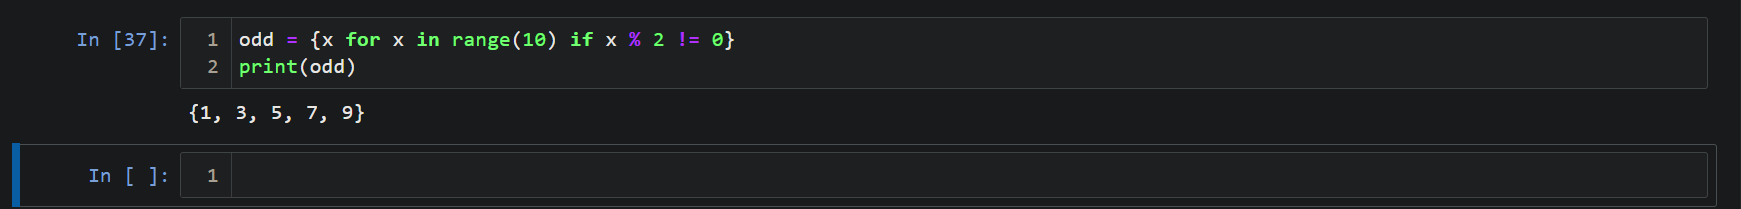 In [37]: 1 odd = {x for x in range(10) if x % 2 != 0}
2 print(odd)
{1, 3, 5, 7, 9}
In [ ]: 1